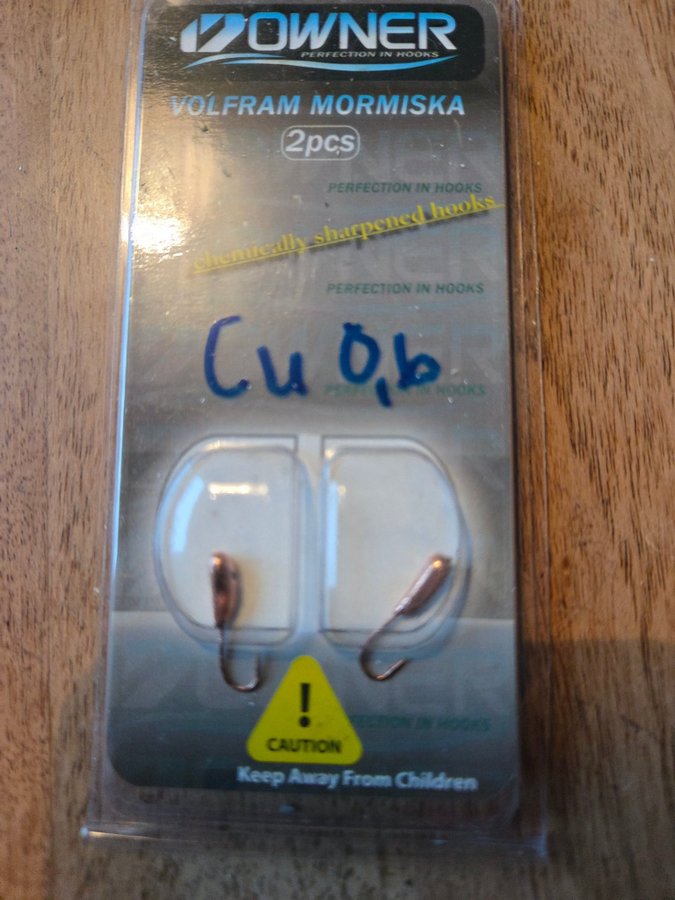 OWNER
PERFECTION IN HOOKS
VOLFRAM MORMISKA
2pcs
PERFECTION IN HOOKS
chemically sharpened hooks
PERFECTION IN HOOKS
OWNER
Cu 0,6
PERFECTION IN HOOKS
!
CAUTION
PERFECTION IN HOOKS
Keep Away From Children